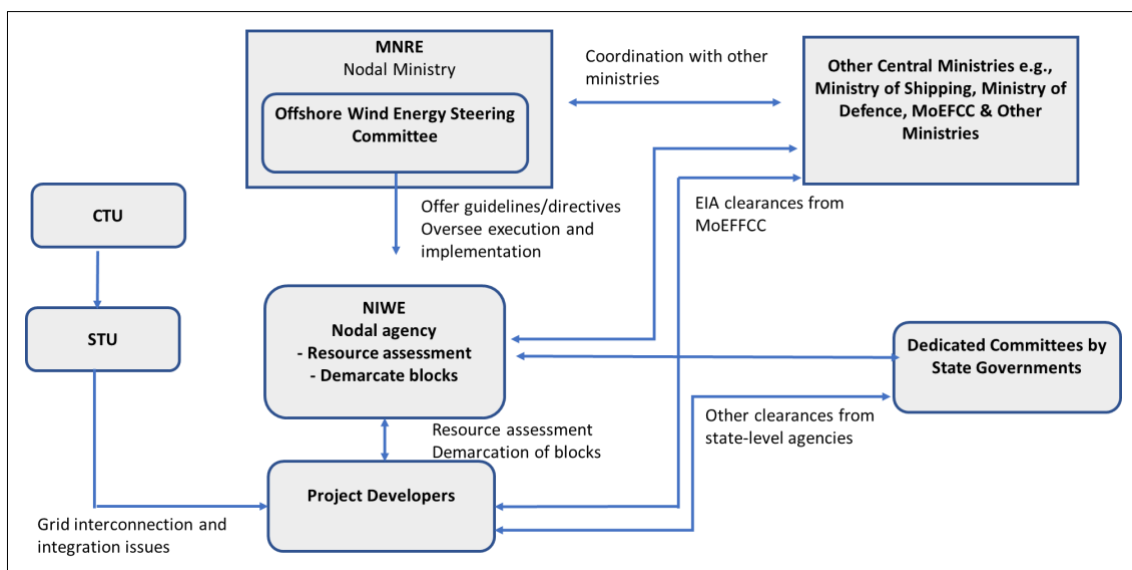 MNRE
Nodal Ministry
Offshore Wind Energy Steering
Committee
Coordination with other
ministries
Other Central Ministries e.g.,
Ministry of Shipping, Ministry of
Defence, MoEFCC & Other
Ministries
CTU
Offer guidelines/directives
Oversee execution and
implementation
EIA clearances from
MoEFFCC
STU
NIWE
Nodal agency
- Resource assessment
- Demarcate blocks
Dedicated Committees by
State Governments
Resource assessment
Demarcation of blocks
Other clearances from
state-level agencies
Project Developers
Grid interconnection and
integration issues